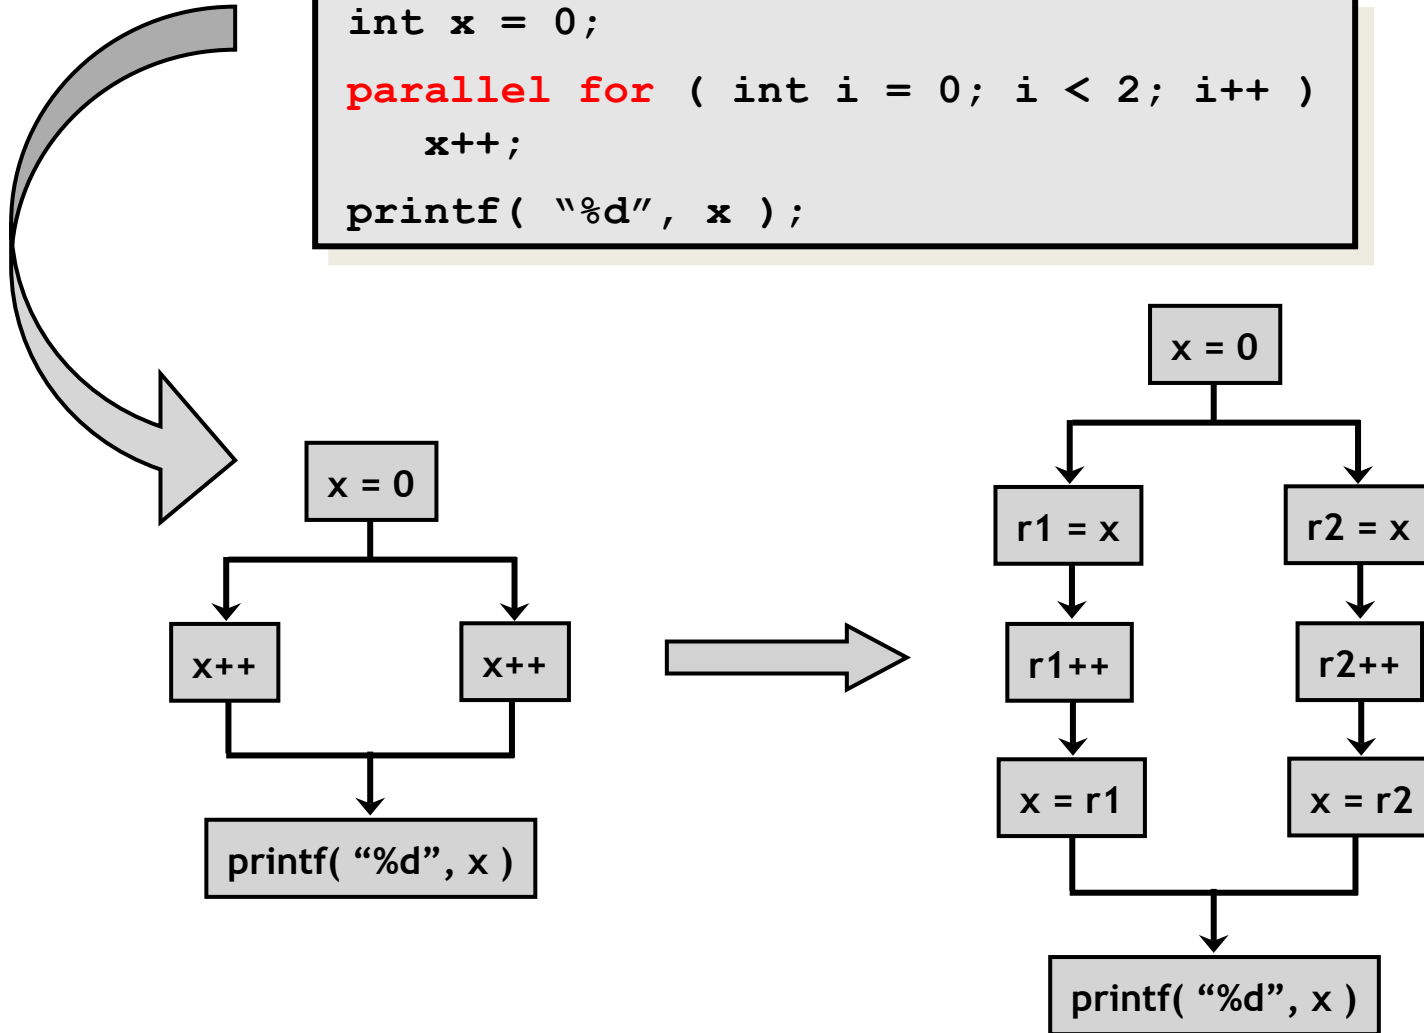 int x = 0;
parallel for ( int i = 0; i < 2; i++ )
x++;
printf( “%d”, x );
x = 0
x++
x++
printf( “%d”, x )
x = 0
r1 = x
r2 = x
r1++
r2++
x = r1
x = r2
printf( “%d”, x )